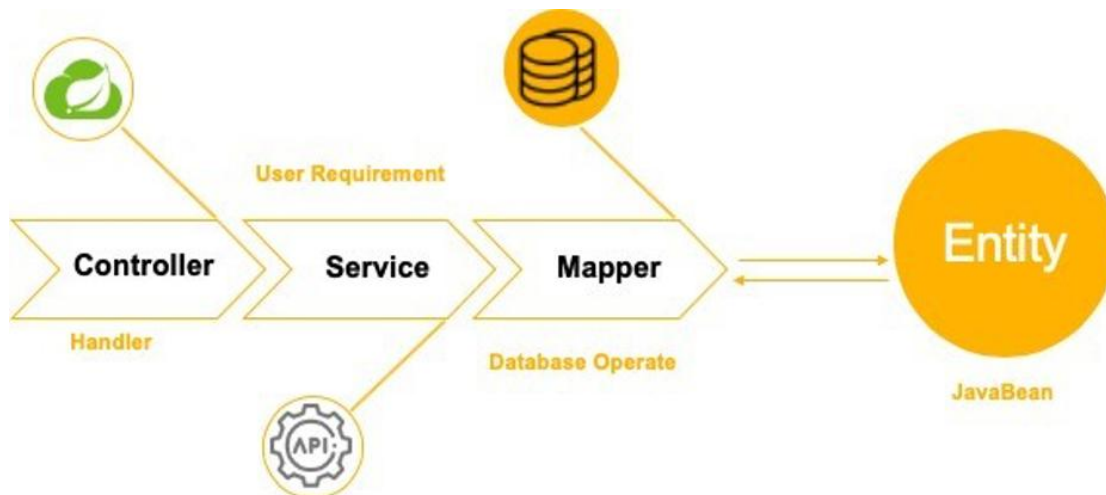 User Requirement
Controller
Service
Mapper
Entity
Handler
Database Operate
JavaBean
API